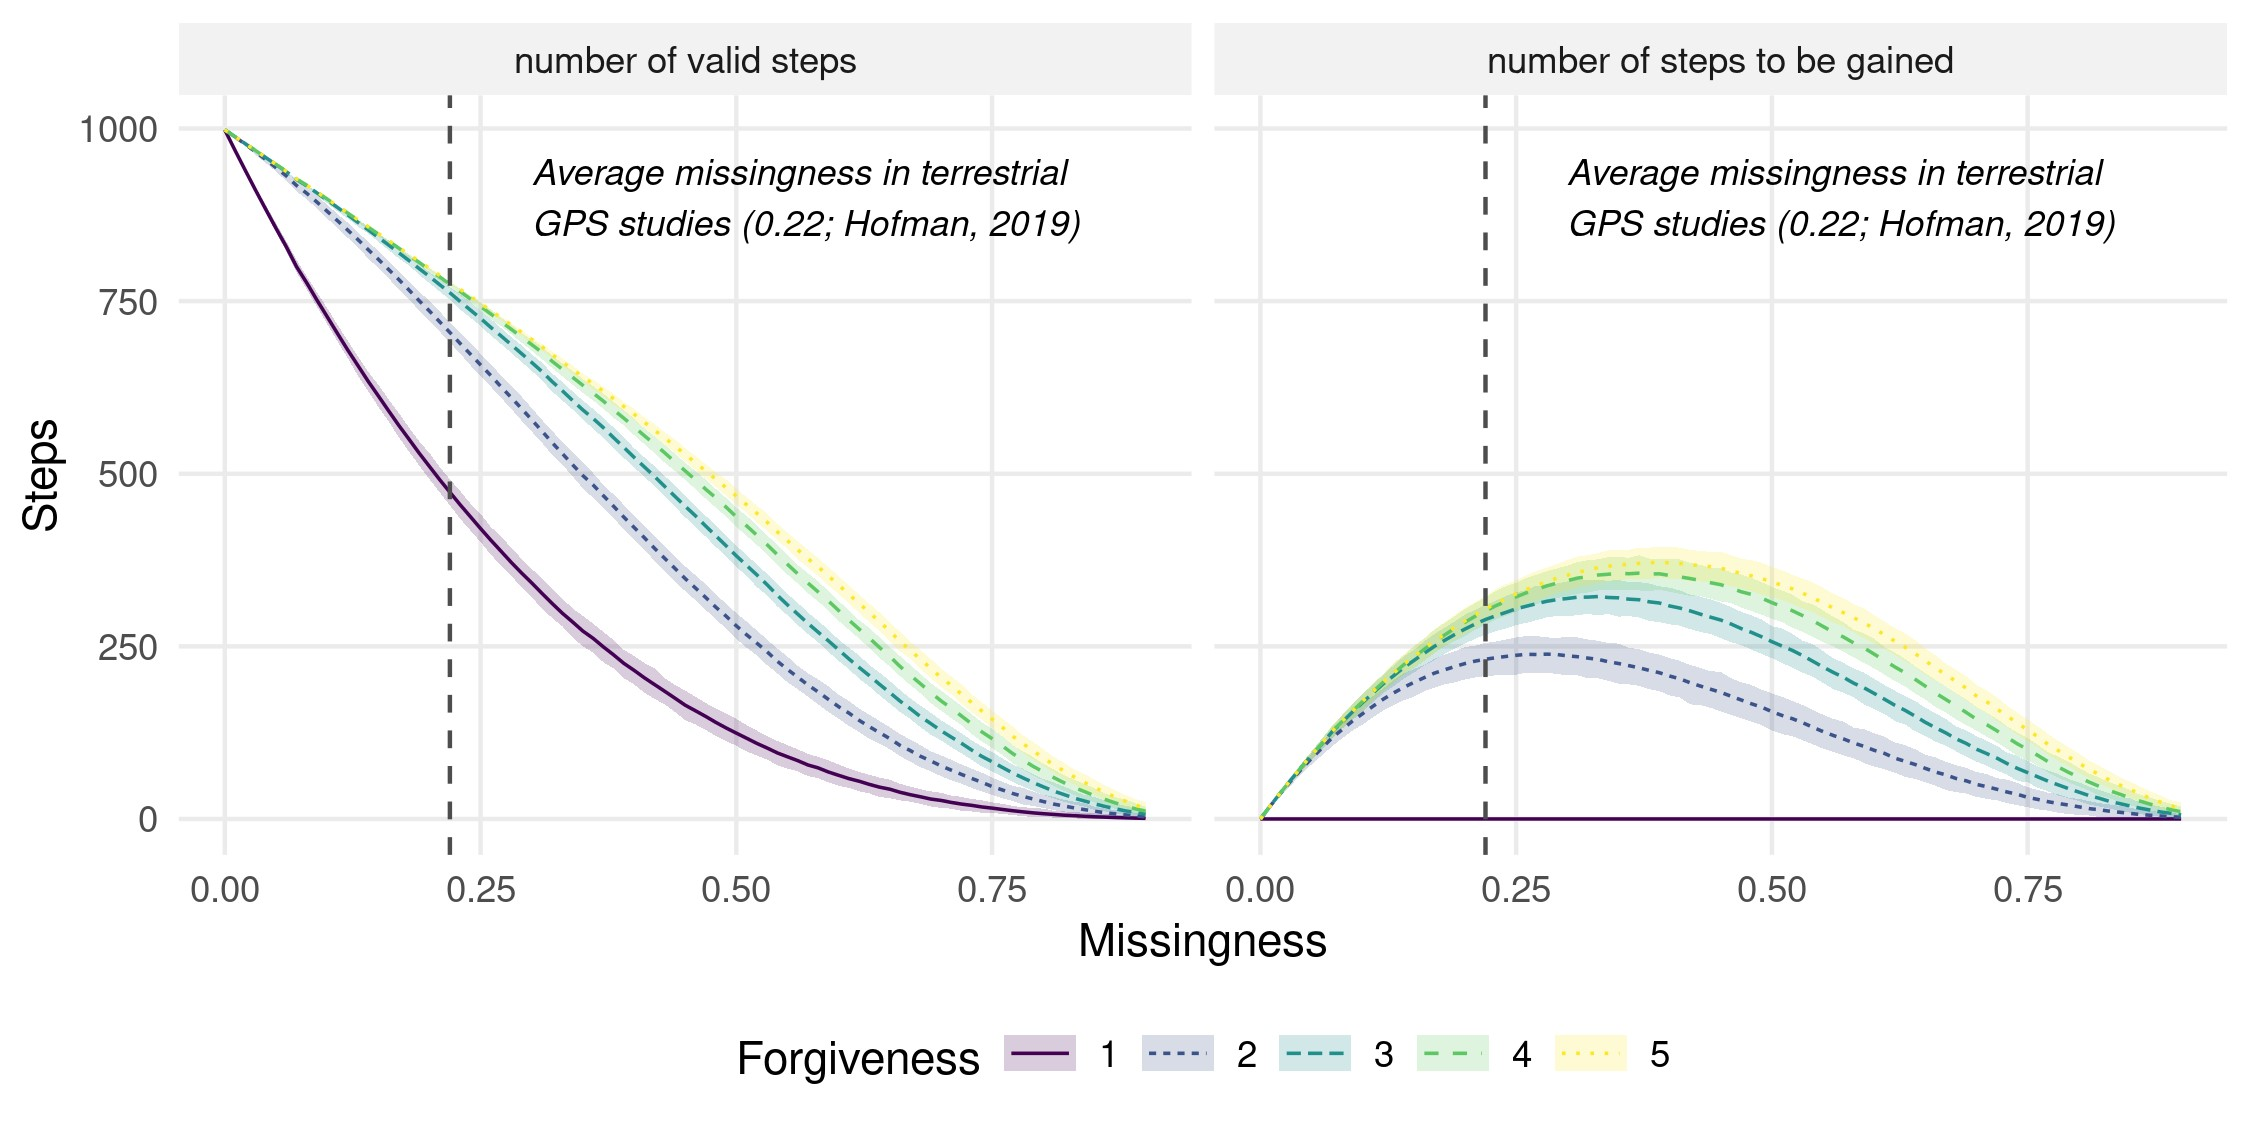 number of valid steps
number of steps to be gained
Average missingness in terrestrial
GPS studies (0.22; Hofman, 2019)
Average missingness in terrestrial
GPS studies (0.22; Hofman, 2019)
Steps
1000
750
500
250
0
0.00 0.25 0.50 0.75
0.00 0.25 0.50 0.75
Missingness
Forgiveness 1 2 3 4 5